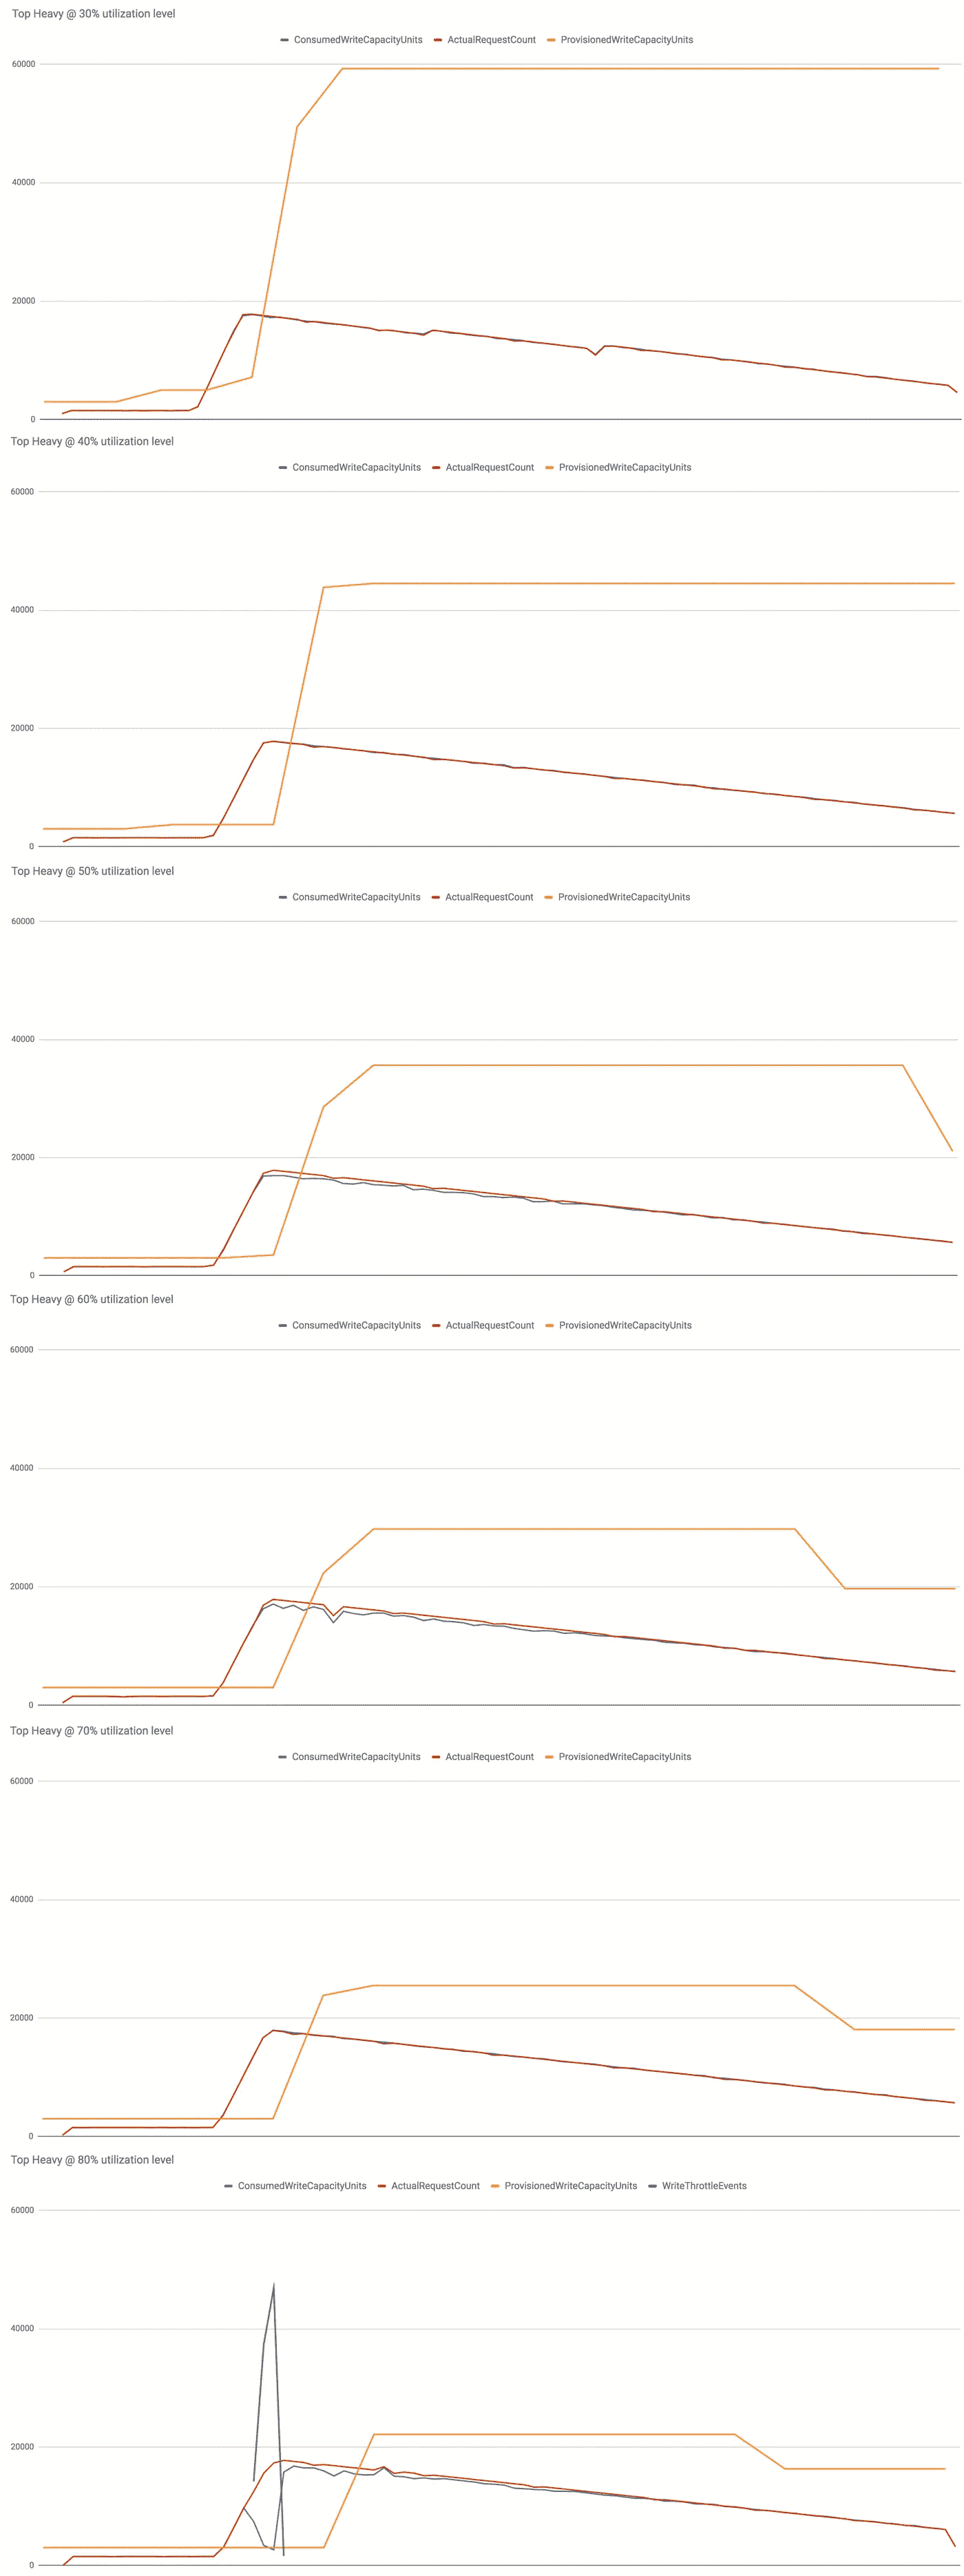 Top Heavy @ 30% utilization level
ConsumedWriteCapacityUnits ActualRequestCount ProvisionedWriteCapacityUnits
60000
40000
20000
0
Top Heavy @ 40% utilization level
ConsumedWriteCapacityUnits ActualRequestCount ProvisionedWriteCapacityUnits
60000
40000
20000
0
Top Heavy @ 50% utilization level
ConsumedWriteCapacityUnits ActualRequestCount ProvisionedWriteCapacityUnits
60000
40000
20000
0
Top Heavy @ 60% utilization level
ConsumedWriteCapacityUnits ActualRequestCount ProvisionedWriteCapacityUnits
60000
40000
20000
0
Top Heavy @ 70% utilization level
ConsumedWriteCapacityUnits ActualRequestCount ProvisionedWriteCapacityUnits
60000
40000
20000
0
Top Heavy @ 80% utilization level
ConsumedWriteCapacityUnits ActualRequestCount ProvisionedWriteCapacityUnits WriteThrottleEvents
60000
40000
20000
0